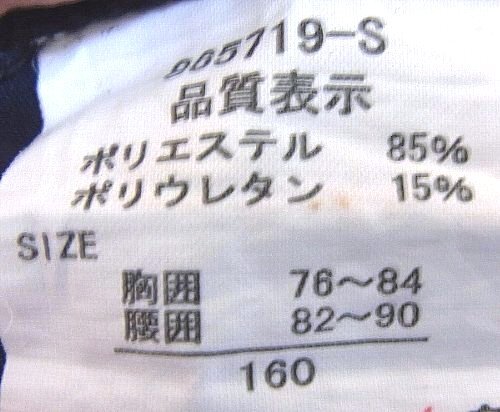 965719-S
品質表示
ポリエステル 85%
ポリウレタン 15%
SIZE
胸囲 76〜84
腰囲 82〜90
160